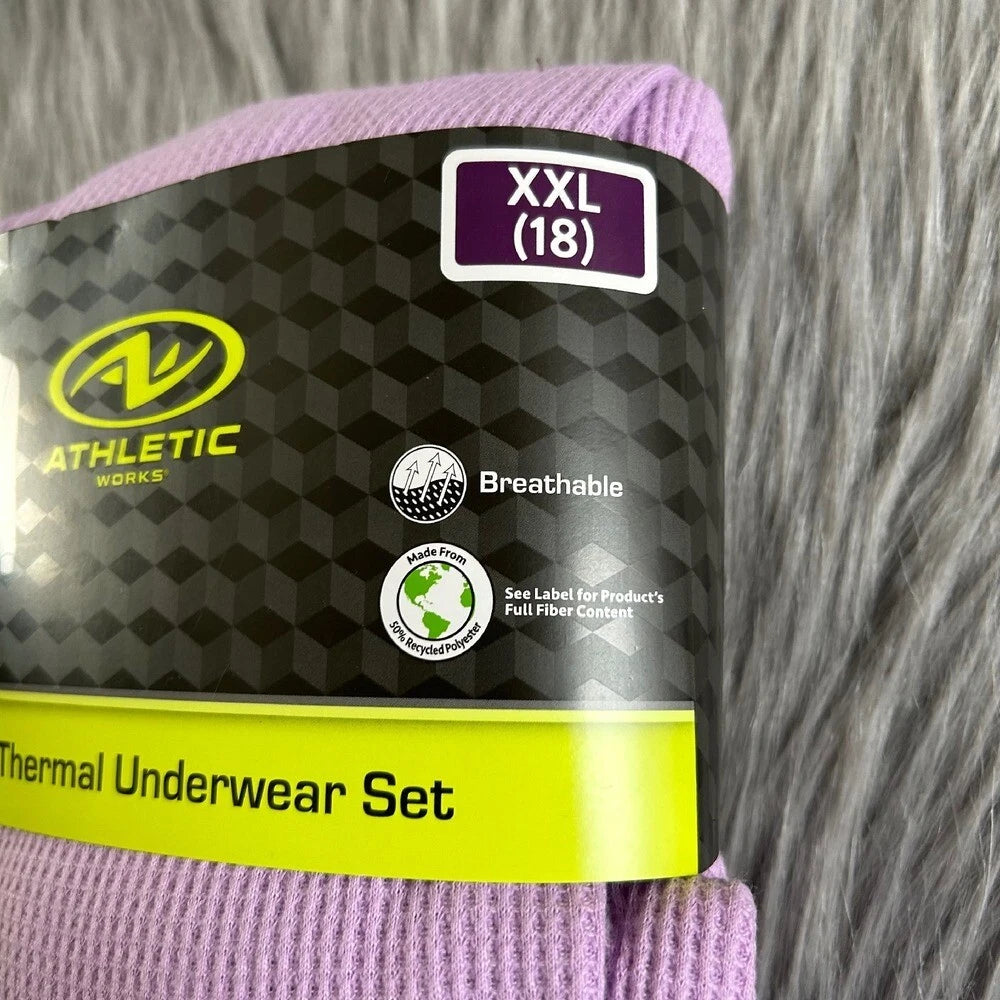 XXL
(18)
ATHLETIC
WORKS
Breathable
Made From
50% Recycled Polyester
See Label for Product's
Full Fiber Content
Thermal Underwear Set